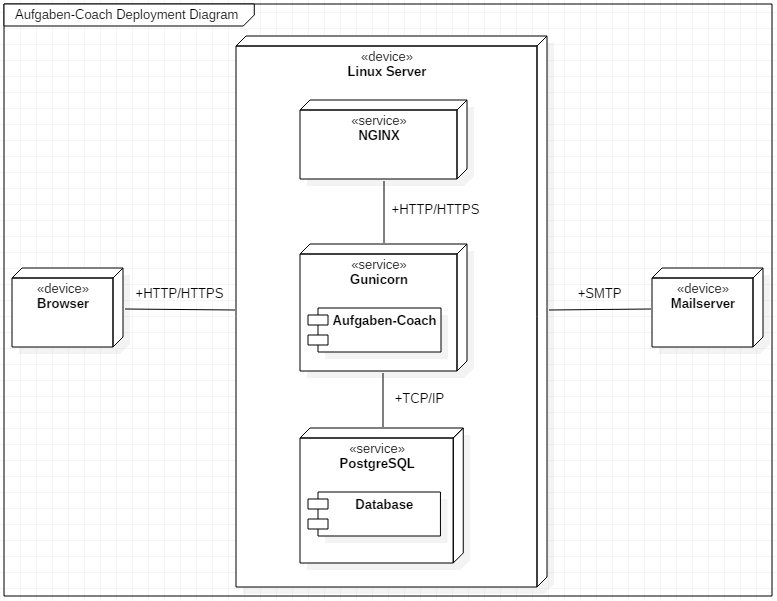 Aufgaben-Coach Deployment Diagram
«device»
Linux Server
«service»
NGINX
+HTTP/HTTPS
«service»
Gunicorn
Aufgaben-Coach
«device»
Browser
+HTTP/HTTPS
+SMTP
«device»
Mailserver
+TCP/IP
«service»
PostgreSQL
Database